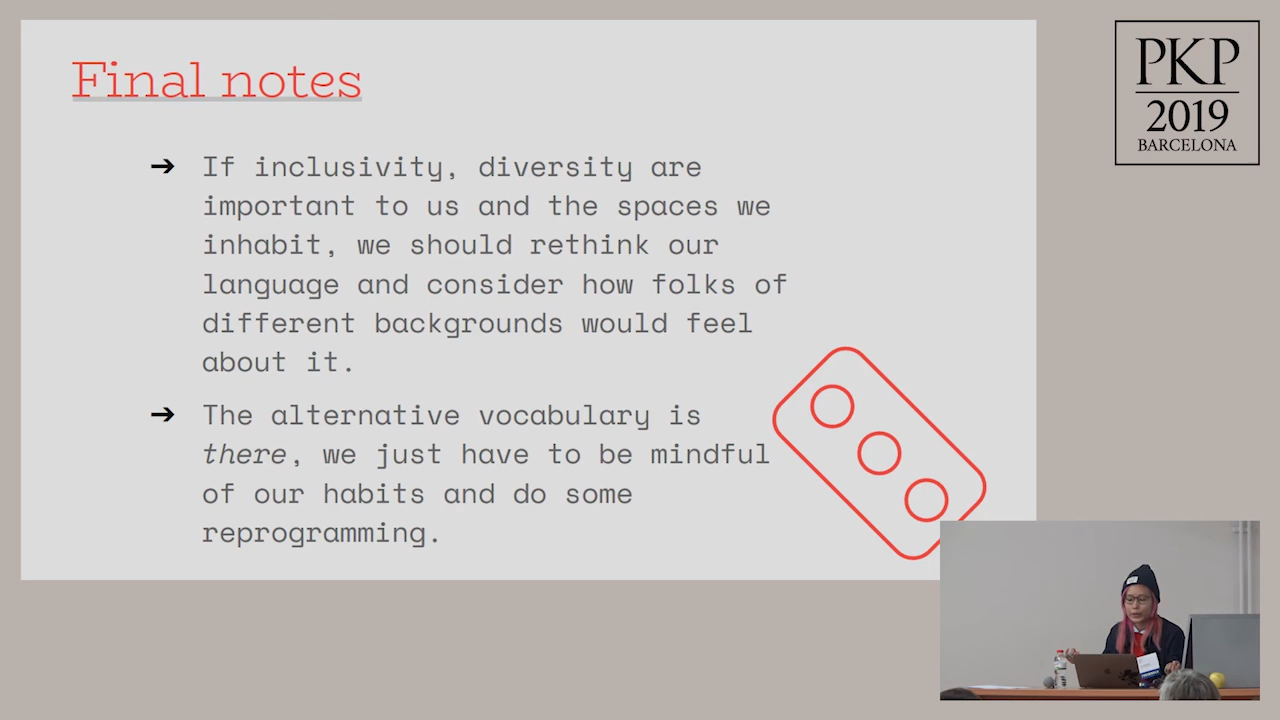 Final notes
➔ If inclusivity, diversity are
important to us and the spaces we
inhabit, we should rethink our
language and consider how folks of
different backgrounds would feel
about it.
➔ The alternative vocabulary is
there, we just have to be mindful
of our habits and do some
reprogramming.
PKP
2019
BARCELONA